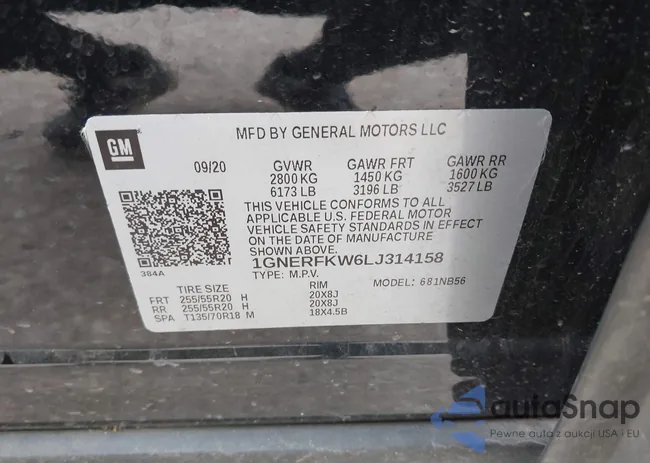 GM
MFD BY GENERAL MOTORS LLC
09/20 GVWR GAWR FRT GAWR RR
2800 KG 1450 KG 1600 KG
6173 LB 3196 LB 3527 LB
THIS VEHICLE CONFORMS TO ALL
APPLICABLE U.S. FEDERAL MOTOR
VEHICLE SAFETY STANDARDS IN EFFECT
ON THE DATE OF MANUFACTURE
SHOWN ABOVE.
1GNERFKW6LJ314158
384A TYPE: M.P.V. MODEL: 681NB56
TIRE SIZE RIM
FRT 255/55R20 H 20X8J
RR 255/55R20 H 20X8J
SPA T135/70R18 M 18X4.5B
autoSnap
Pewne auta z aukcji USA i EU